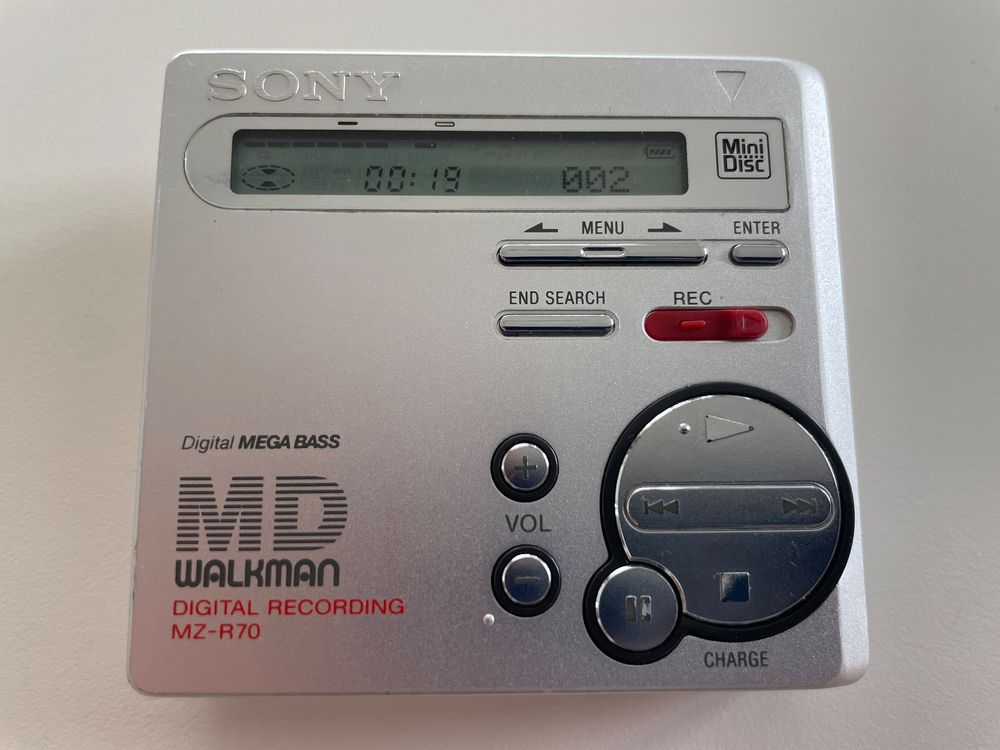 SONY
Mini
Disc
00:19 002
MENU ENTER
END SEARCH REC
Digital MEGA BASS
MD
VOL
WALKMAN
DIGITAL RECORDING
MZ-R70
CHARGE